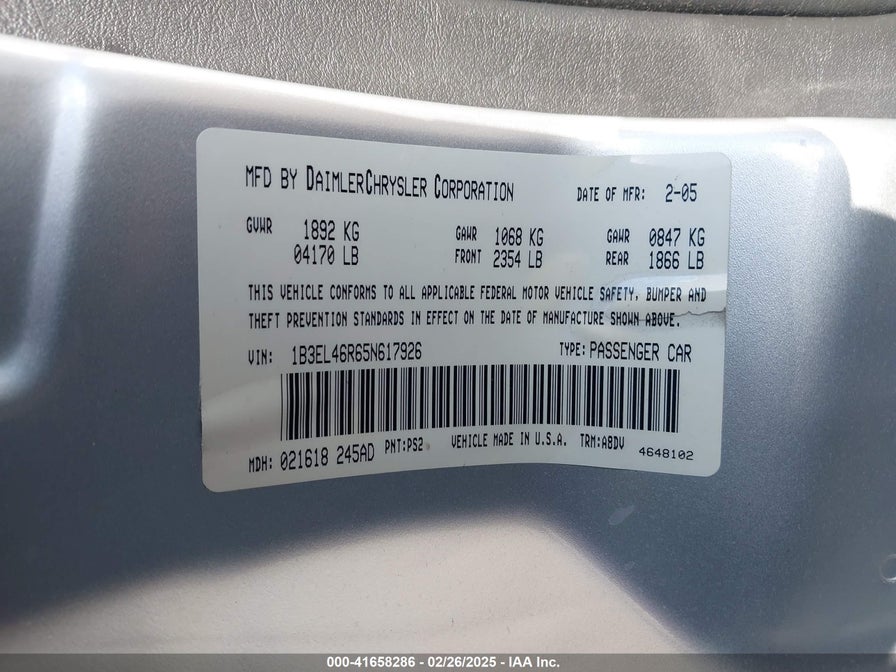 MFD BY DAIMLERCHRYSLER CORPORATION DATE OF MFR: 2-05
GVWR 1892 KG GAWR 1068 KG GAWR 0847 KG
04170 LB FRONT 2354 LB REAR 1866 LB
THIS VEHICLE CONFORMS TO ALL APPLICABLE FEDERAL MOTOR VEHICLE SAFETY, BUMPER AND
THEFT PREVENTION STANDARDS IN EFFECT ON THE DATE OF MANUFACTURE SHOWN ABOVE.
VIN: 1B3EL46R65N617926 TYPE: PASSENGER CAR
MDH: 021618 245AD PNT:PS2 VEHICLE MADE IN U.S.A. TRM:A8DV 4648102
000-41658286 - 02/26/2025 - IAA Inc.